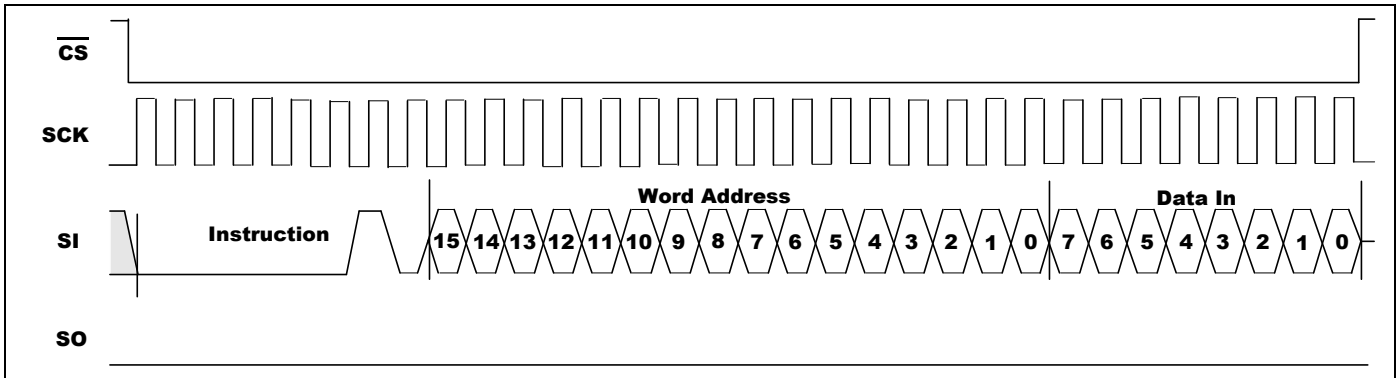 CS
SCK
Word Address
Data In
SI
Instruction
15 14 13 12 11 10 9 8 7 6 5 4 3 2 1 0 7 6 5 4 3 2 1 0
SO